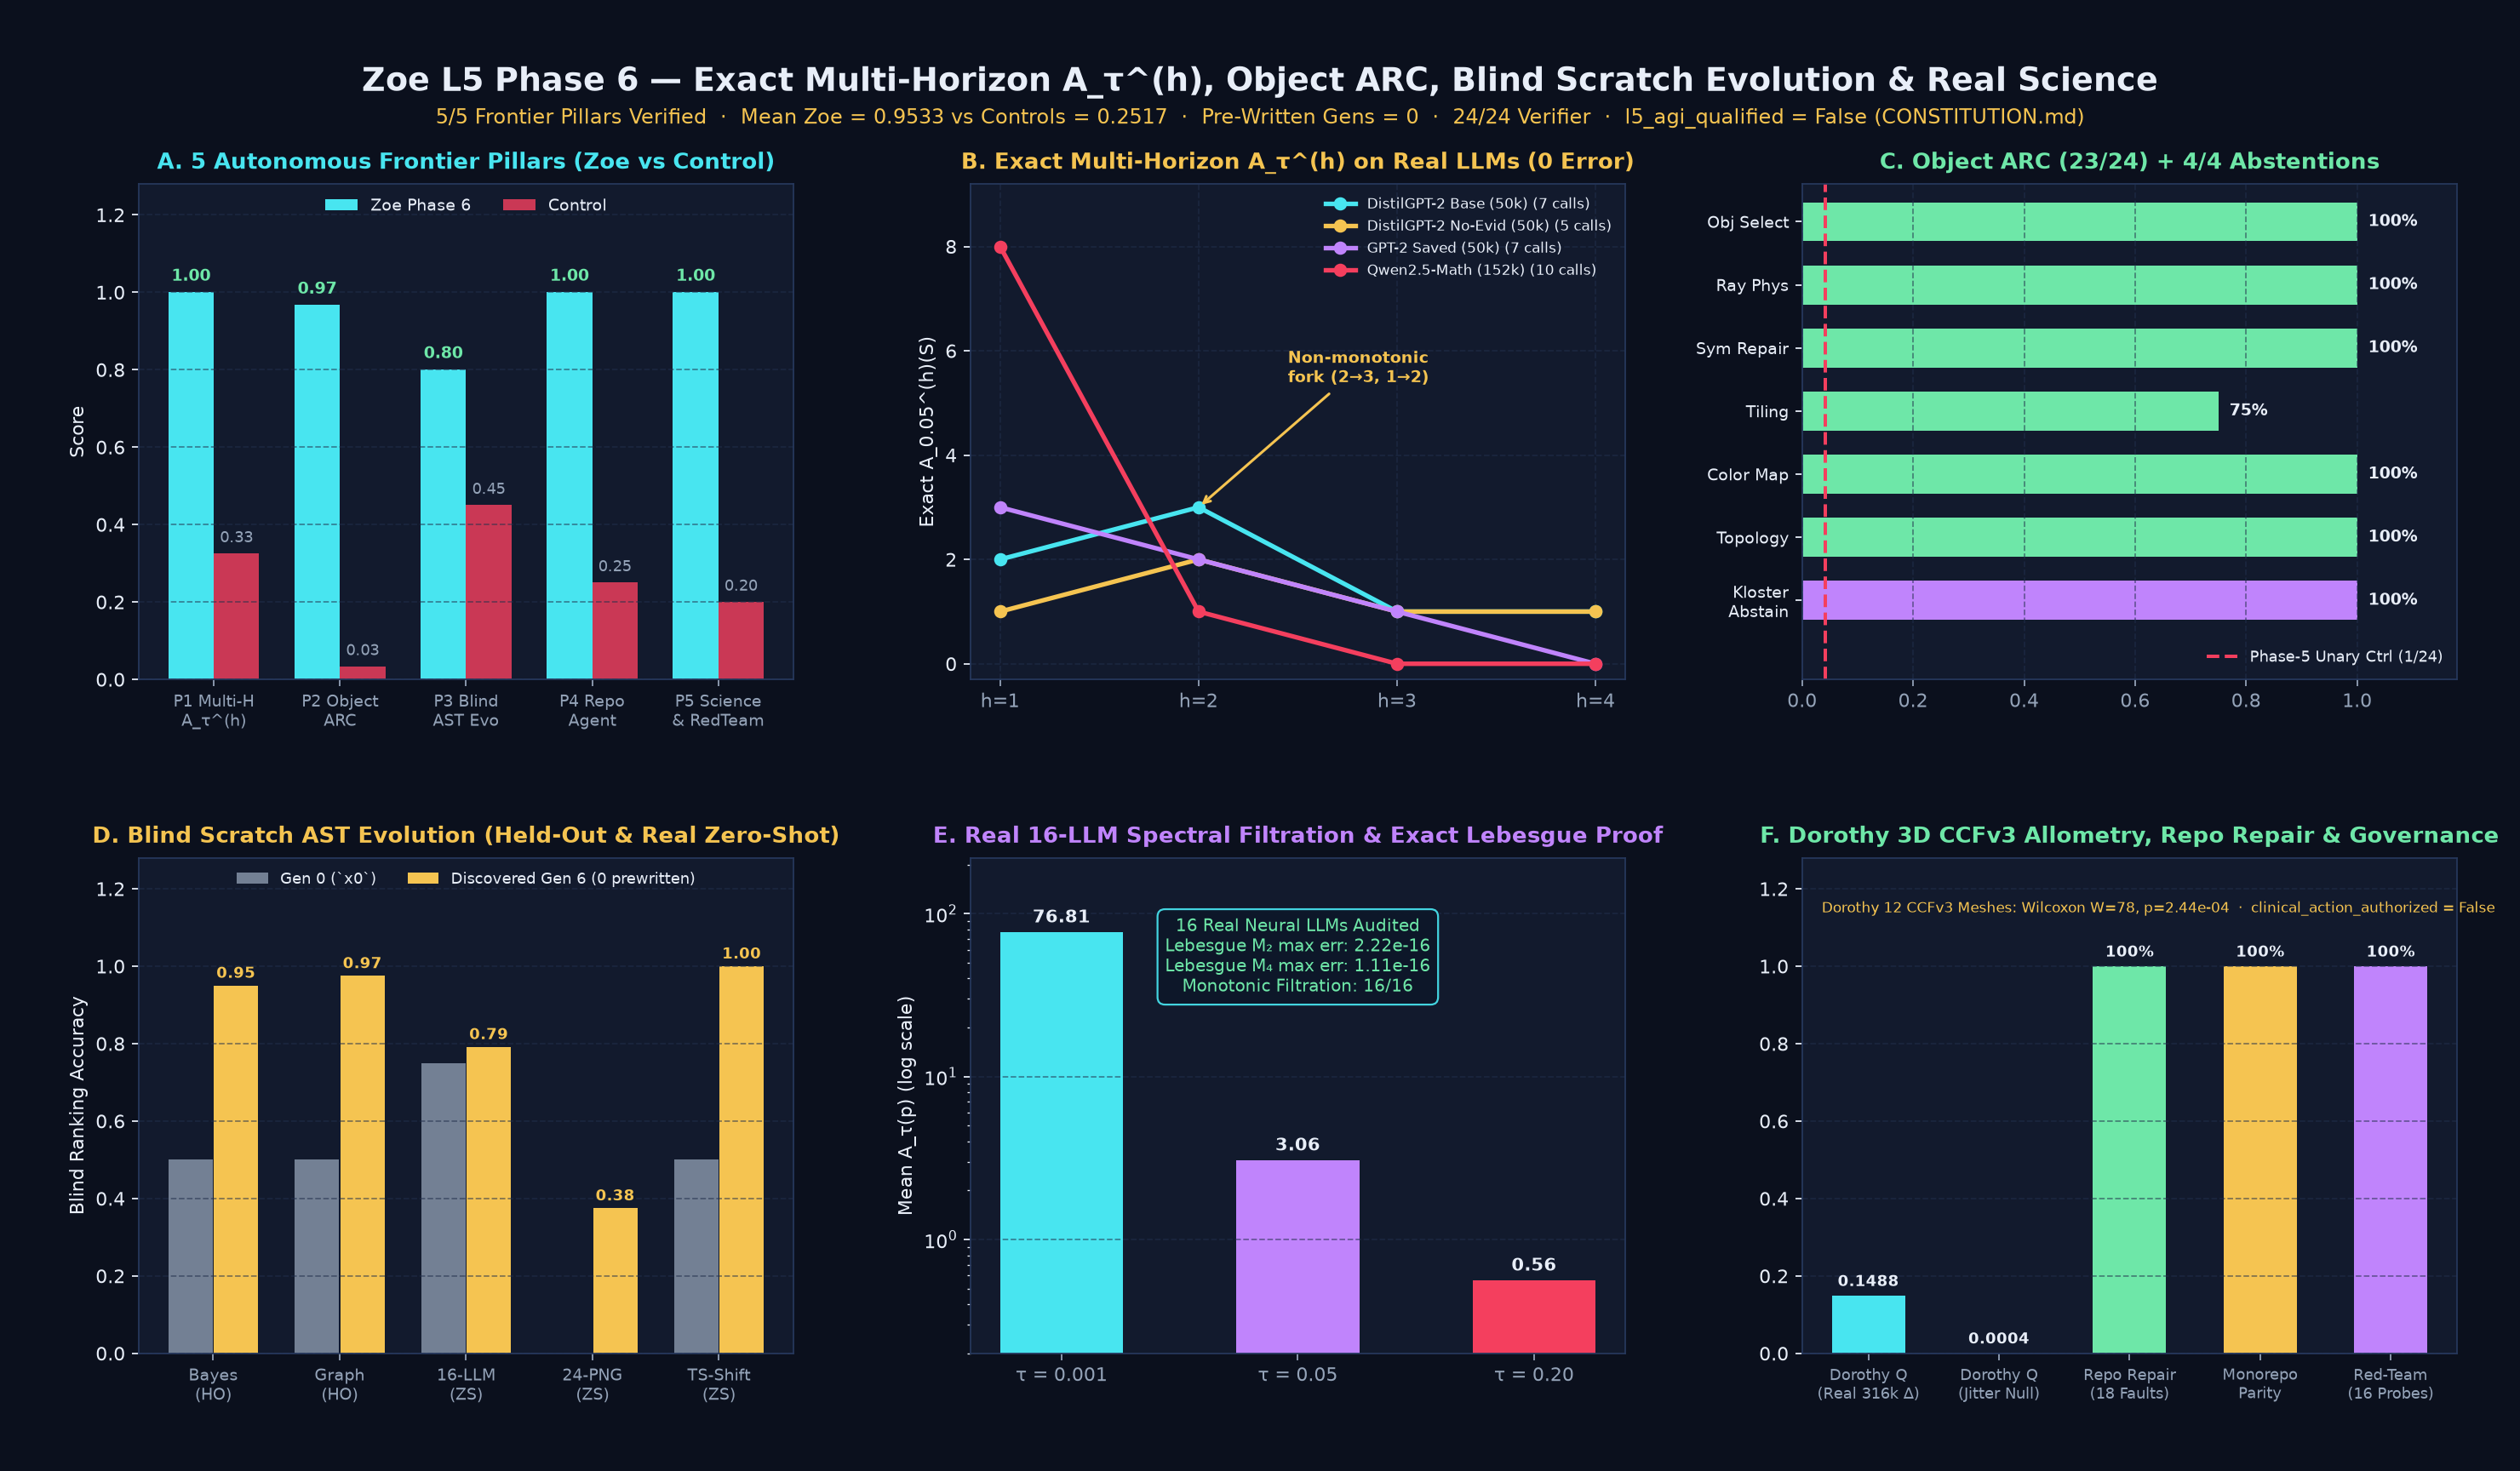 Zoe L5 Phase 6 — Exact Multi-Horizon A_τ^(h), Object ARC, Blind Scratch Evolution & Real Science
5/5 Frontier Pillars Verified · Mean Zoe = 0.9533 vs Controls = 0.2517 · Pre-Written Gens = 0 · 24/24 Verifier · l5_agi_qualified = False (CONSTITUTION.md)
A. 5 Autonomous Frontier Pillars (Zoe vs Control)
Zoe Phase 6
Control
Score
1.2
1.0
0.8
0.6
0.4
0.2
0.0
1.00
0.33
0.97
0.03
0.80
0.45
1.00
0.25
1.00
0.20
P1 Multi-H
A_τ^(h)
P2 Object
ARC
P3 Blind
AST Evo
P4 Repo
Agent
P5 Science
& RedTeam
B. Exact Multi-Horizon A_τ^(h) on Real LLMs (0 Error)
DistilGPT-2 Base (50k) (7 calls)
DistilGPT-2 No-Evid (50k) (5 calls)
GPT-2 Saved (50k) (7 calls)
Qwen2.5-Math (152k) (10 calls)
Exact A_0.05^(h)(S)
8
6
4
2
0
Non-monotonic
fork (2→3, 1→2)
h=1
h=2
h=3
h=4
C. Object ARC (23/24) + 4/4 Abstentions
Obj Select
100%
Ray Phys
100%
Sym Repair
100%
Tiling
75%
Color Map
100%
Topology
100%
Kloster
Abstain
100%
Phase-5 Unary Ctrl (1/24)
0.0
0.2
0.4
0.6
0.8
1.0
D. Blind Scratch AST Evolution (Held-Out & Real Zero-Shot)
Gen 0 (`x0`)
Discovered Gen 6 (0 prewritten)
Blind Ranking Accuracy
1.2
1.0
0.8
0.6
0.4
0.2
0.0
0.95
0.97
0.79
0.38
1.00
Bayes
(HO)
Graph
(HO)
16-LLM
(ZS)
24-PNG
(ZS)
TS-Shift
(ZS)
E. Real 16-LLM Spectral Filtration & Exact Lebesgue Proof
16 Real Neural LLMs Audited
Lebesgue M₂ max err: 2.22e-16
Lebesgue M₄ max err: 1.11e-16
Monotonic Filtration: 16/16
Mean A_τ(p) (log scale)
10²
10¹
10⁰
76.81
3.06
0.56
τ = 0.001
τ = 0.05
τ = 0.20
F. Dorothy 3D CCFv3 Allometry, Repo Repair & Governance
Dorothy 12 CCFv3 Meshes: Wilcoxon W=78, p=2.44e-04 · clinical_action_authorized = False
1.2
1.0
0.8
0.6
0.4
0.2
0.0
0.1488
0.0004
100%
100%
100%
Dorothy Q
(Real 316k Δ)
Dorothy Q
(Jitter Null)
Repo Repair
(18 Faults)
Monorepo
Parity
Red-Team
(16 Probes)